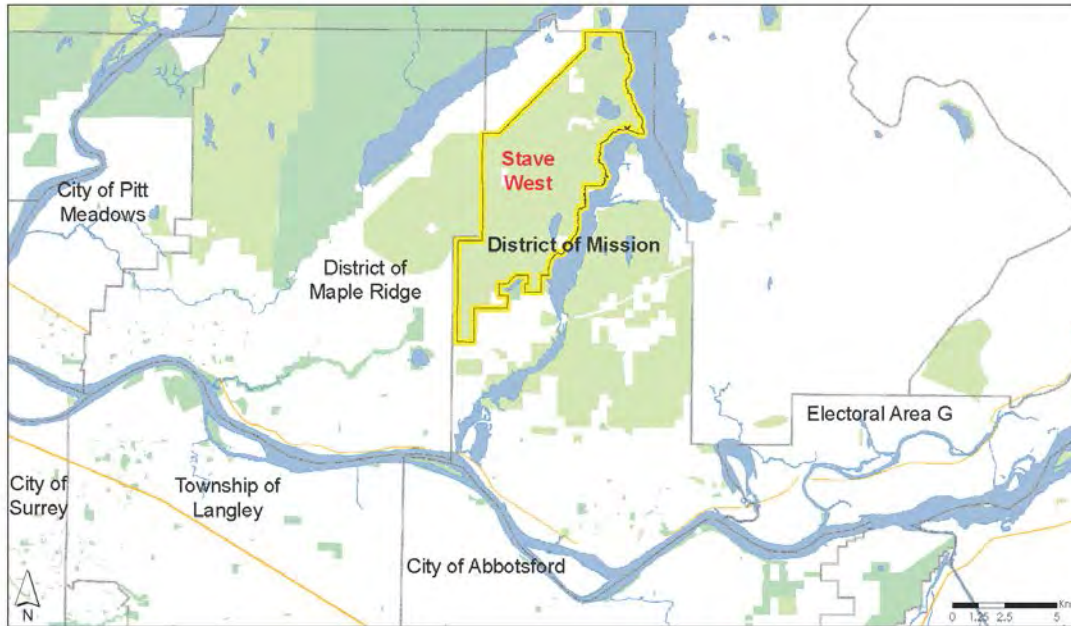 Stave
West
City of Pitt
Meadows
District of Mission
District of
Maple Ridge
Electoral Area G
City of
Surrey
Township of
Langley
City of Abbotsford
N
0 1.25 2.5 5